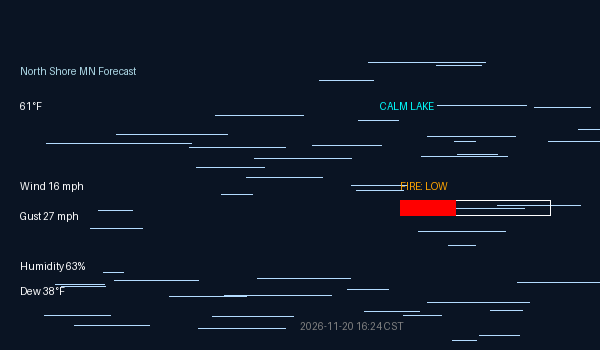 North Shore MN Forecast
61°F
CALM LAKE
Wind 16 mph
FIRE: LOW
Gust 27 mph
Humidity 63%
Dew 38°F
2026-11-20 16:24 CST